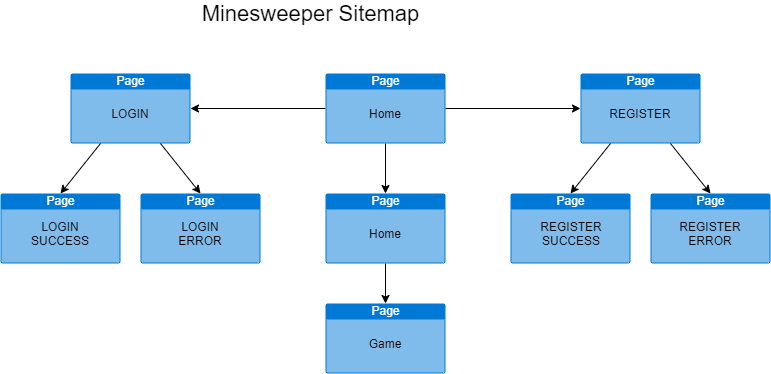 Minesweeper Sitemap
Page
LOGIN
Page
Home
Page
REGISTER
Page
LOGIN
SUCCESS
Page
LOGIN
ERROR
Page
Home
Page
REGISTER
SUCCESS
Page
REGISTER
ERROR
Page
Game